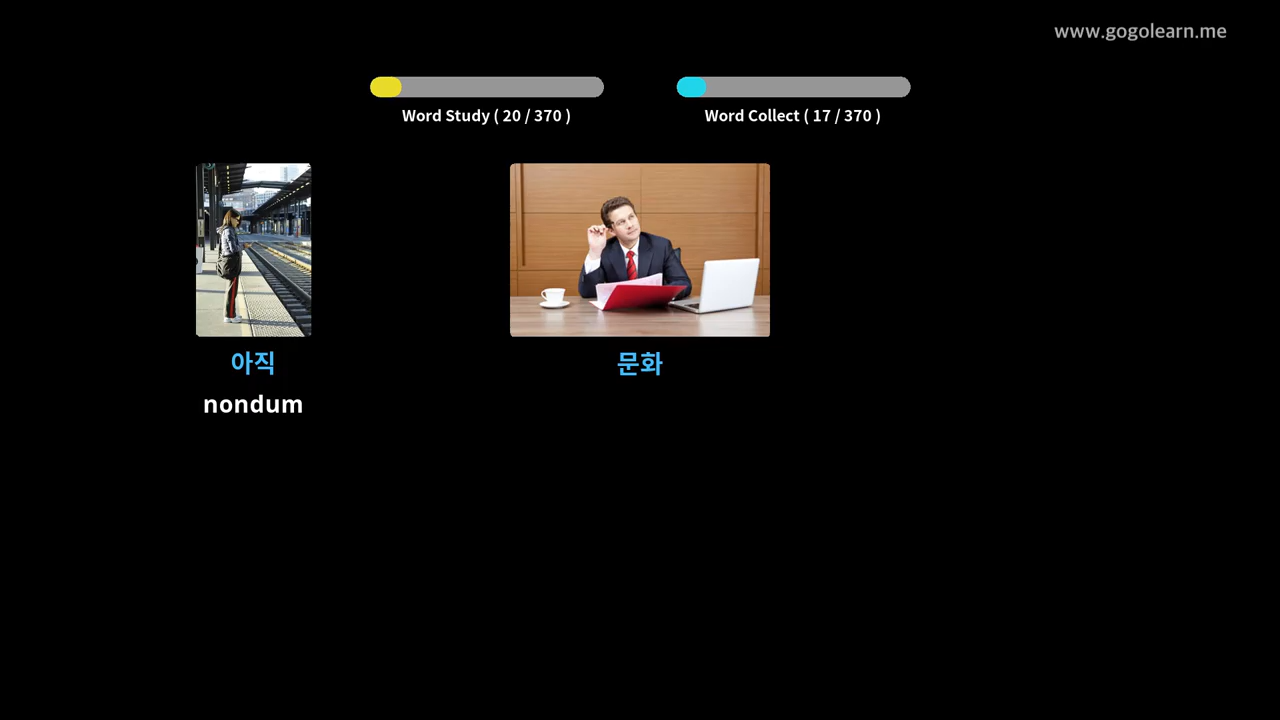 www.gogolearn.me
Word Study ( 20 / 370 )
Word Collect ( 17 / 370 )
아직
문화
nondum